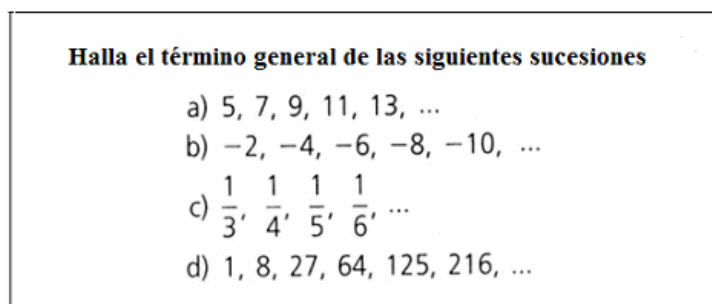 Halla el término general de las siguientes sucesiones
a) 5, 7, 9, 11, 13, ...
b) −2, −4, −6, −8, −10, ...
c) 1/3, 1/4, 1/5, 1/6, ...
d) 1, 8, 27, 64, 125, 216, ...